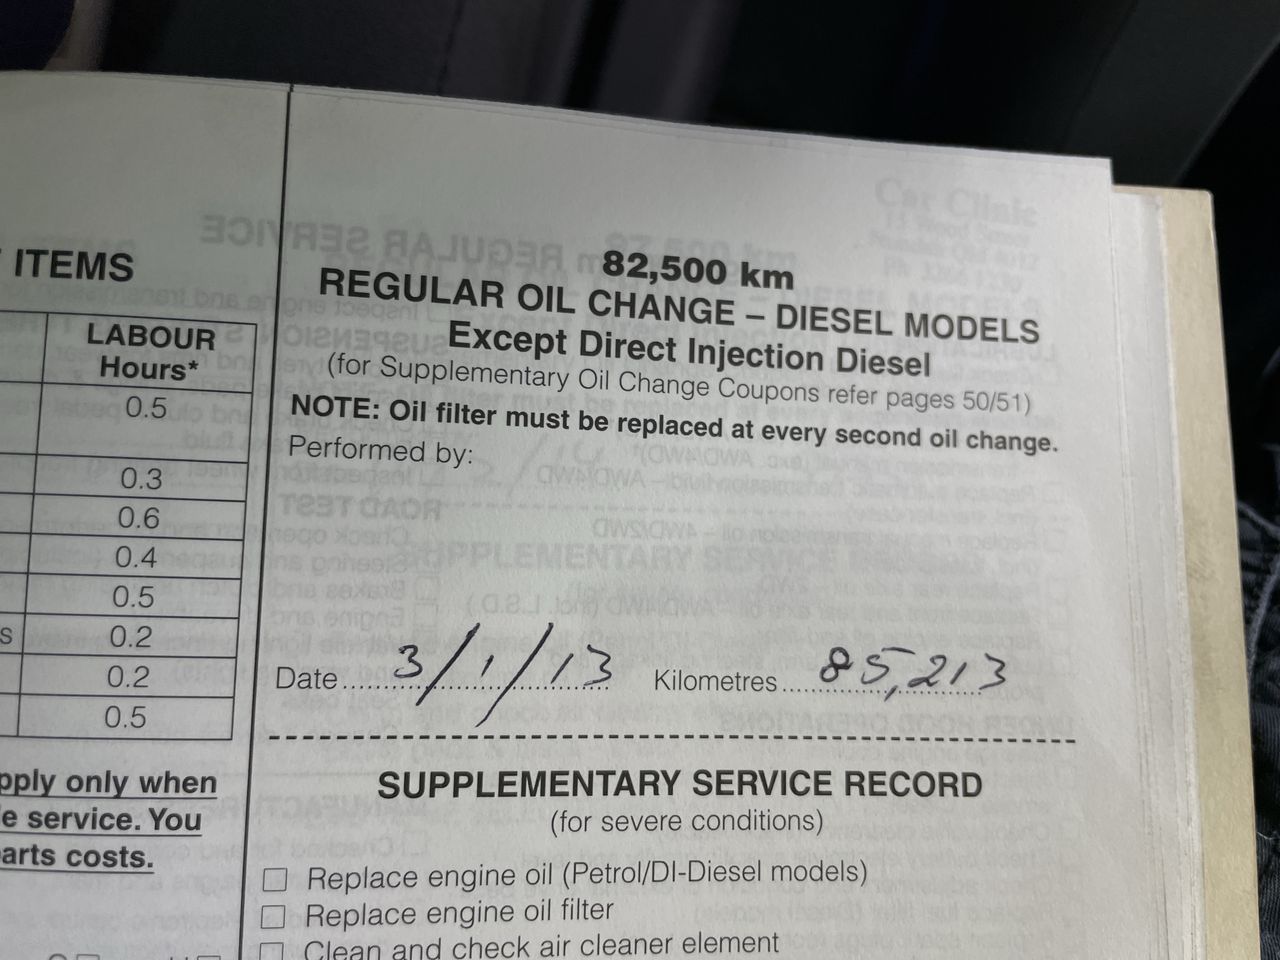 ITEMS
LABOUR
Hours*
0.5
0.3
0.6
0.4
0.5
s 0.2
0.2
0.5
pply only when
e service. You
arts costs.
82,500 km
REGULAR OIL CHANGE – DIESEL MODELS
Except Direct Injection Diesel
(for Supplementary Oil Change Coupons refer pages 50/51)
NOTE: Oil filter must be replaced at every second oil change.
Performed by:
Date 3/1/13 Kilometres 85,213
SUPPLEMENTARY SERVICE RECORD
(for severe conditions)
Replace engine oil (Petrol/DI-Diesel models)
Replace engine oil filter
Clean and check air cleaner element